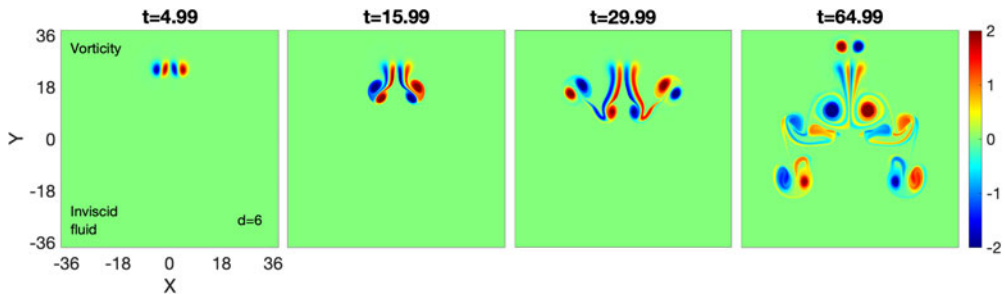 t=4.99 t=15.99 t=29.99 t=64.99
36 2
Vorticity
18 1
Y 0 0
-18 -1
Inviscid
fluid d=6
-36 -2
-36 -18 0 18 36
X